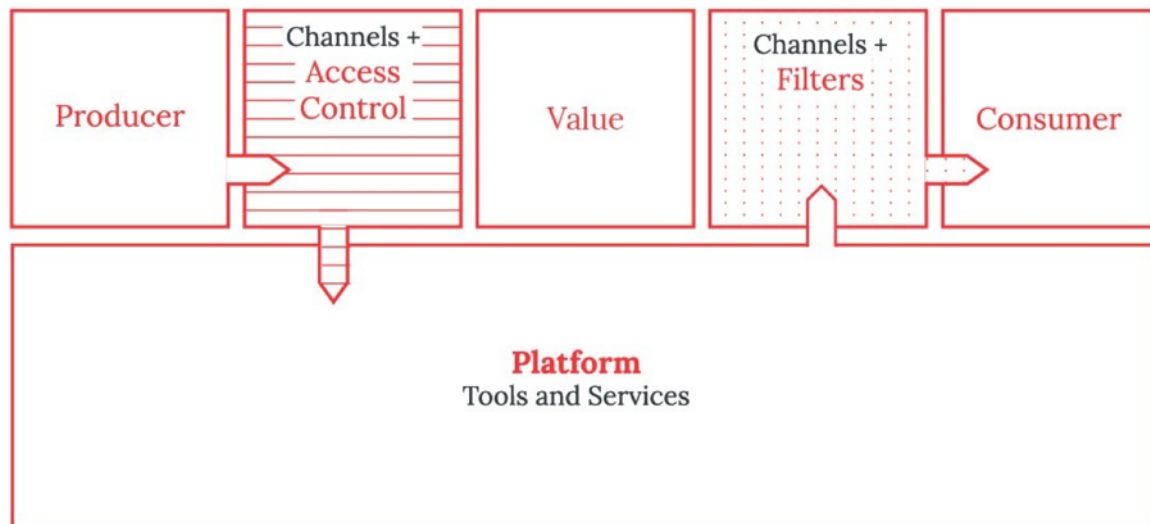 Producer
Channels +
Access
Control
Value
Channels +
Filters
Consumer
Platform
Tools and Services